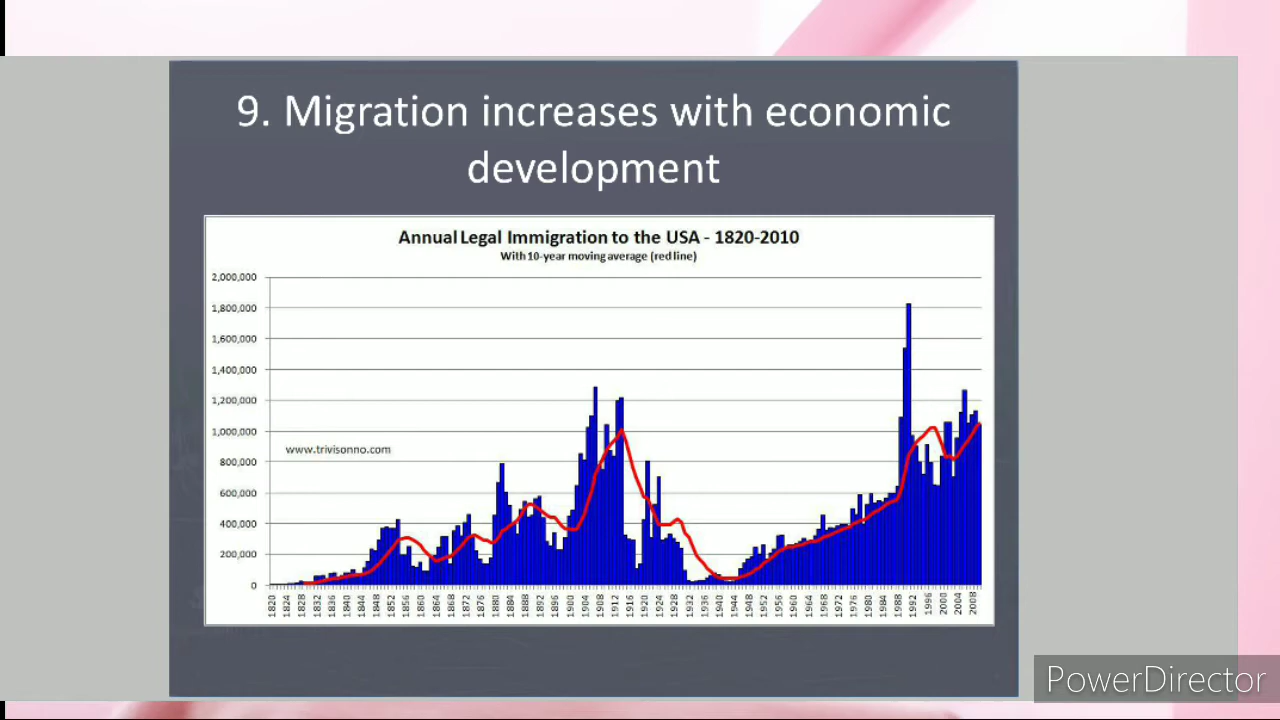 9. Migration increases with economic
development
Annual Legal Immigration to the USA - 1820-2010
With 10-year moving average (red line)
2,000,000
1,800,000
1,600,000
1,400,000
1,200,000
1,000,000
800,000
600,000
400,000
200,000
0
www.trivisonno.com
1820 1824 1828 1832 1836 1840 1844 1848 1852 1856 1860 1864 1868 1872 1876 1880 1884 1888 1892 1896 1900 1904 1908 1912 1916 1920 1924 1928 1932 1936 1940 1944 1948 1952 1956 1960 1964 1968 1972 1976 1980 1984 1988 1992 1996 2000 2004 2008
PowerDirector